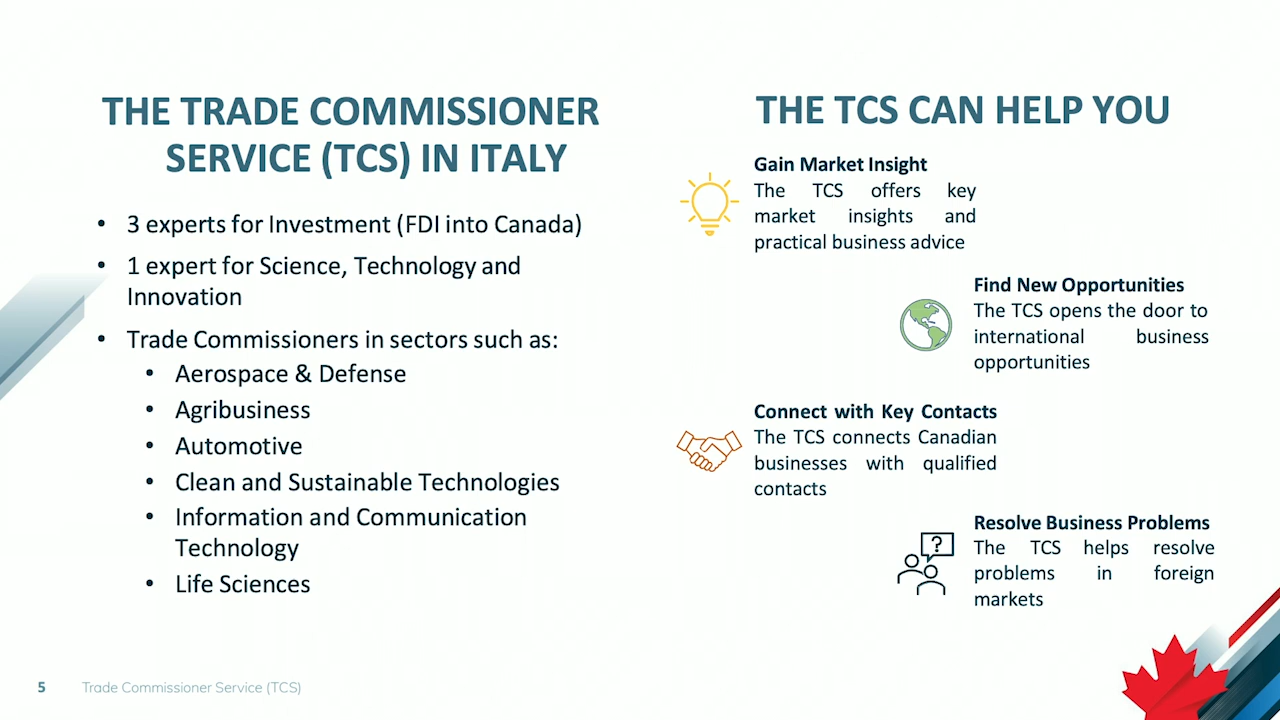 THE TRADE COMMISSIONER
SERVICE (TCS) IN ITALY
• 3 experts for Investment (FDI into Canada)
• 1 expert for Science, Technology and
Innovation
• Trade Commissioners in sectors such as:
• Aerospace & Defense
• Agribusiness
• Automotive
• Clean and Sustainable Technologies
• Information and Communication
Technology
• Life Sciences
THE TCS CAN HELP YOU
Gain Market Insight
The TCS offers key
market insights and
practical business advice
Find New Opportunities
The TCS opens the door to
international business
opportunities
Connect with Key Contacts
The TCS connects Canadian
businesses with qualified
contacts
?
Resolve Business Problems
The TCS helps resolve
problems in foreign
markets
5 Trade Commissioner Service (TCS)